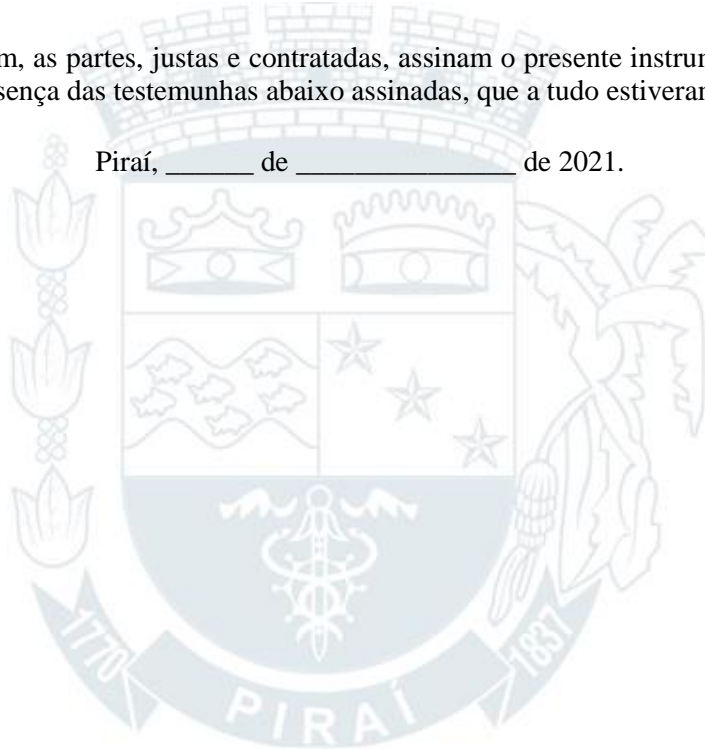 m, as partes, justas e contratadas, assinam o presente instrum
sença das testemunhas abaixo assinadas, que a tudo estiveram
Piraí, ______ de _______________ de 2021.
1770
PIRAÍ
1837